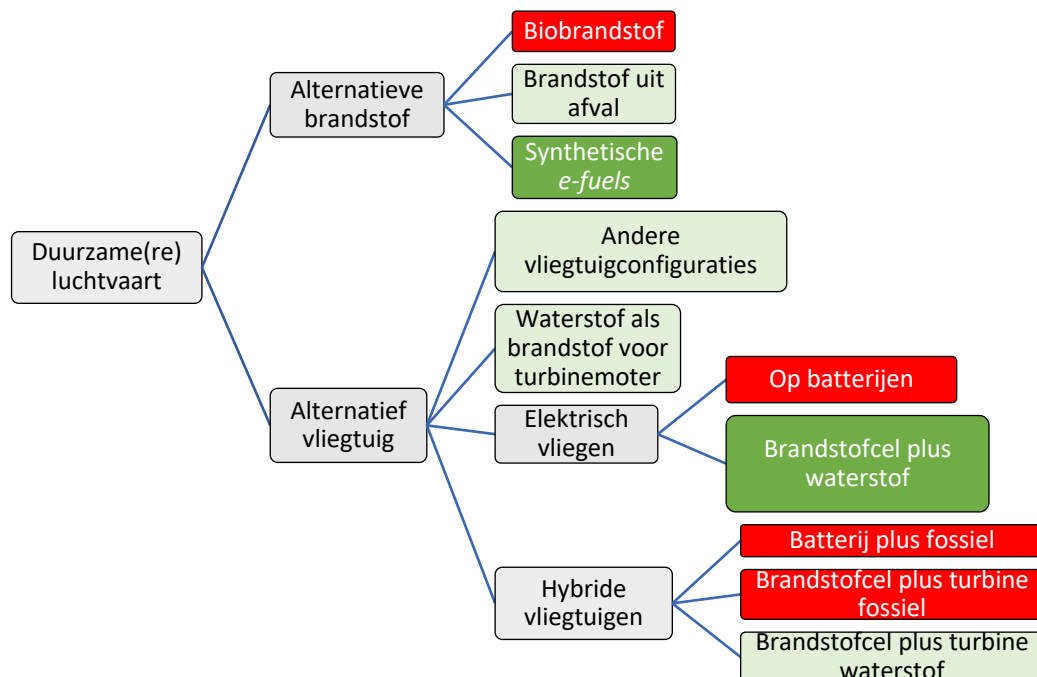 Biobrandstof
Alternatieve
brandstof
Brandstof uit
afval
Synthetische
e-fuels
Duurzame(re)
luchtvaart
Andere
vliegtuigconfiguraties
Waterstof als
brandstof voor
turbinemoter
Alternatief
vliegtuig
Elektrisch
vliegen
Op batterijen
Brandstofcel plus
waterstof
Hybride
vliegtuigen
Batterij plus fossiel
Brandstofcel plus turbine
fossiel
Brandstofcel plus turbine
waterstof